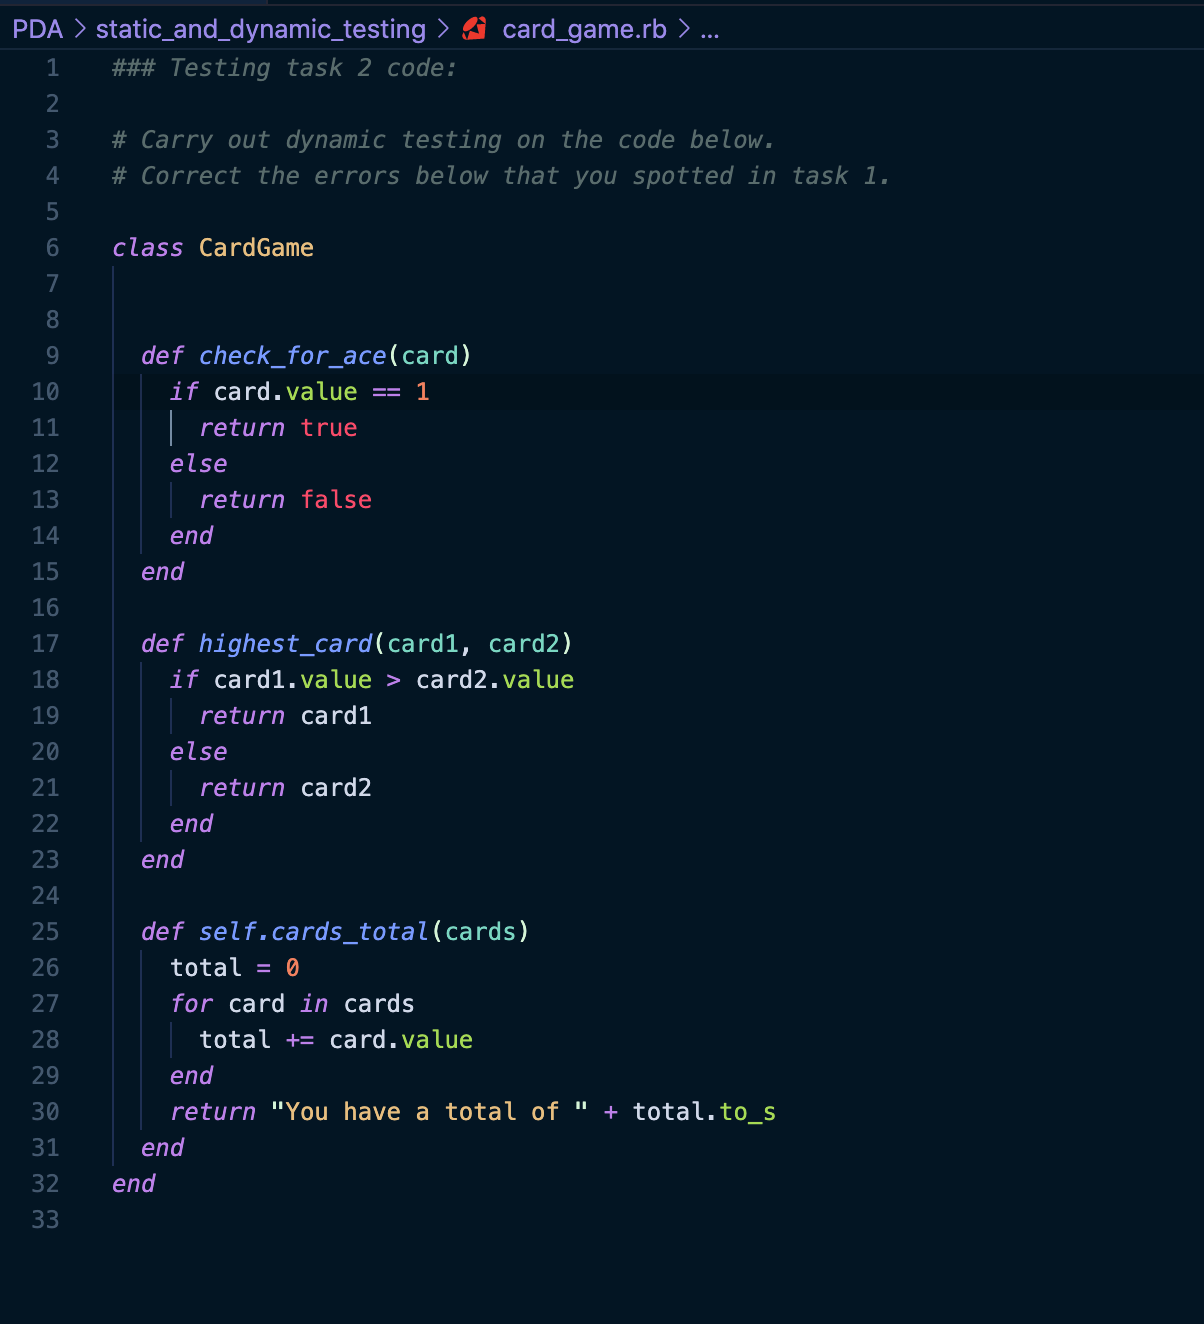 PDA > static_and_dynamic_testing > card_game.rb > ...
1 ### Testing task 2 code:
2
3 # Carry out dynamic testing on the code below.
4 # Correct the errors below that you spotted in task 1.
5
6 class CardGame
7
8
9   def check_for_ace(card)
10     if card.value == 1
11       return true
12     else
13       return false
14     end
15   end
16
17   def highest_card(card1, card2)
18     if card1.value > card2.value
19       return card1
20     else
21       return card2
22     end
23   end
24
25   def self.cards_total(cards)
26     total = 0
27     for card in cards
28       total += card.value
29     end
30     return "You have a total of " + total.to_s
31   end
32 end
33